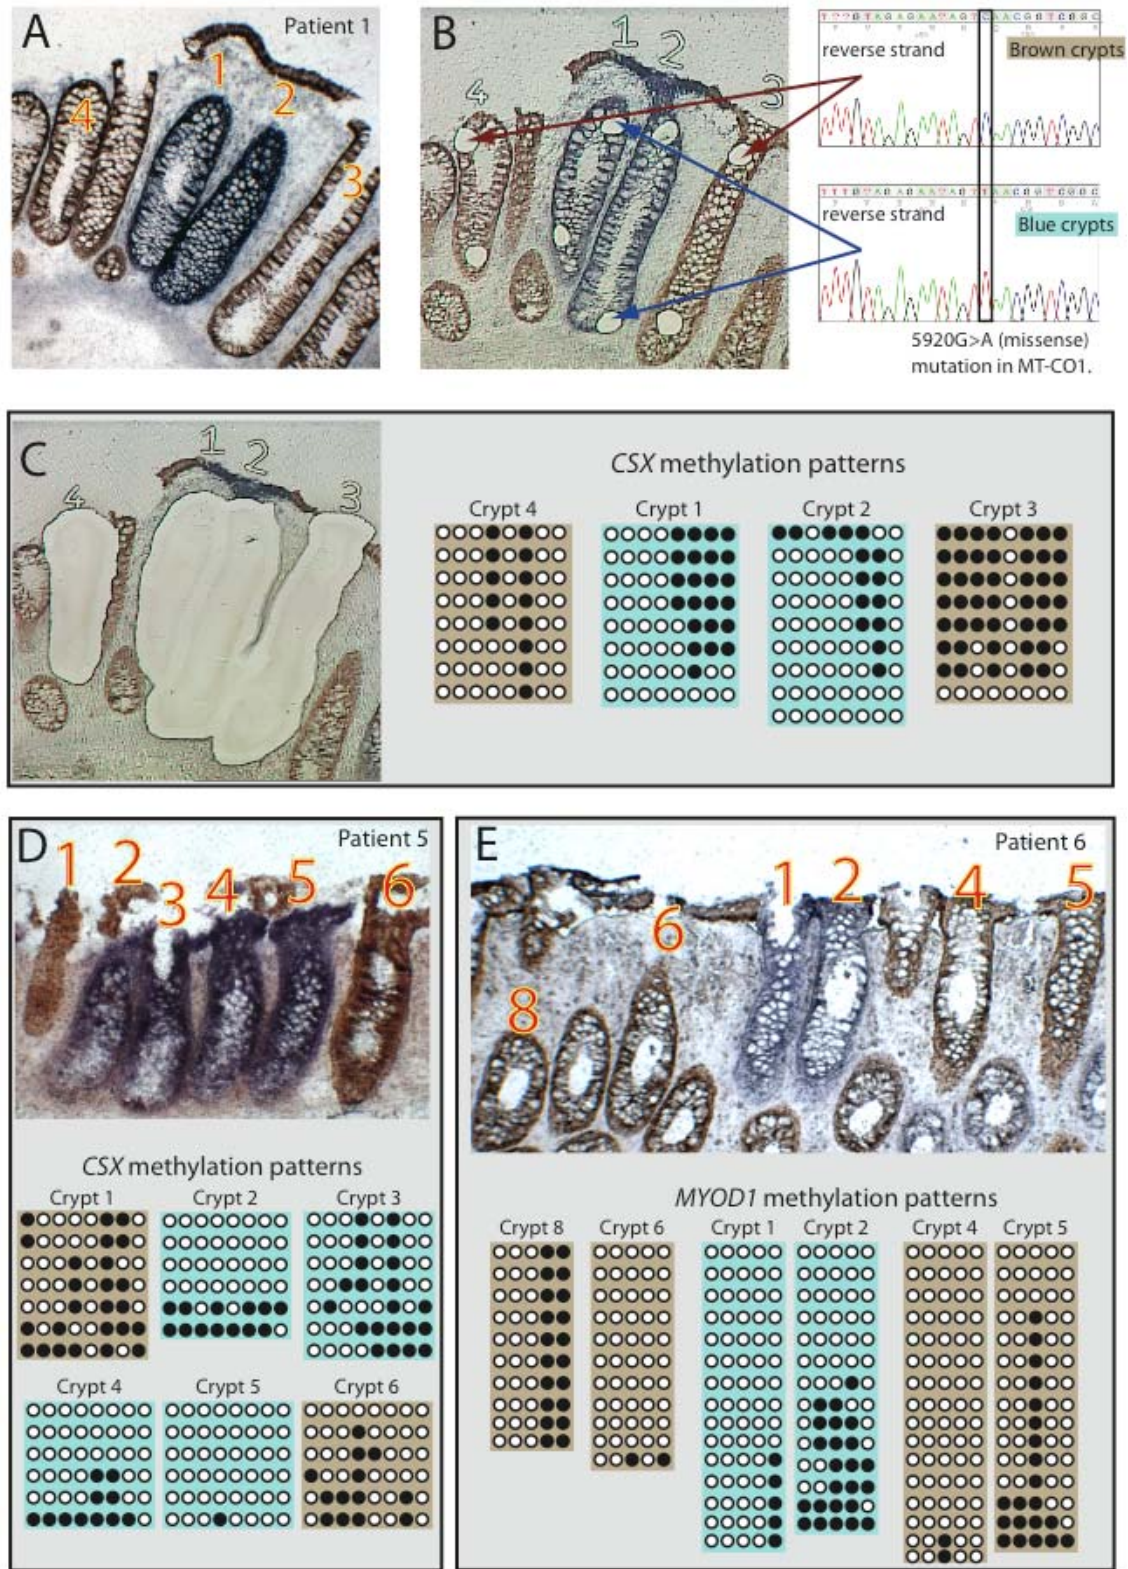 A
Patient 1
1
2
3
4
B
1
2
3
4
reverse strand
Brown crypts
reverse strand
Blue crypts
5920G>A (missense)
mutation in MT-CO1.
C
1
2
3
4
CSX methylation patterns
Crypt 4
Crypt 1
Crypt 2
Crypt 3
D
Patient 5
1
2
3
4
5
6
CSX methylation patterns
Crypt 1
Crypt 2
Crypt 3
Crypt 4
Crypt 5
Crypt 6
E
Patient 6
8
6
1
2
4
5
MYOD1 methylation patterns
Crypt 8
Crypt 6
Crypt 1
Crypt 2
Crypt 4
Crypt 5